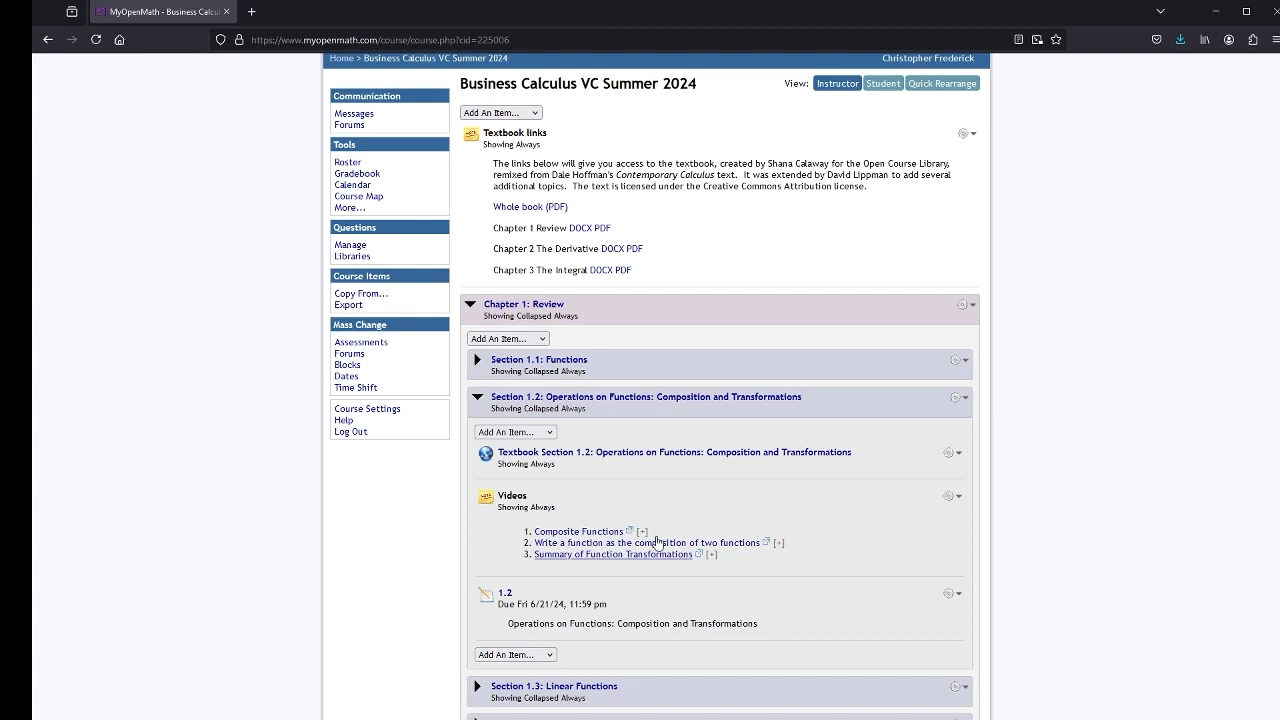 MyOpenMath - Business Calcul
https://www.myopenmath.com/course/course.php?cid=225006
Home > Business Calculus VC Summer 2024
Christopher Frederick
Communication
Messages
Forums
Tools
Roster
Gradebook
Calendar
Course Map
More...
Questions
Manage
Libraries
Course Items
Copy From...
Export
Mass Change
Assessments
Forums
Blocks
Dates
Time Shift
Course Settings
Help
Log Out
Business Calculus VC Summer 2024
View: Instructor Student Quick Rearrange
Add An Item...
Textbook links
Showing Always
The links below will give you access to the textbook, created by Shana Calaway for the Open Course Library,
remixed from Dale Hoffman's Contemporary Calculus text. It was extended by David Lippman to add several
additional topics. The text is licensed under the Creative Commons Attribution license.
Whole book (PDF)
Chapter 1 Review DOCX PDF
Chapter 2 The Derivative DOCX PDF
Chapter 3 The Integral DOCX PDF
Chapter 1: Review
Showing Collapsed Always
Add An Item...
Section 1.1: Functions
Showing Collapsed Always
Section 1.2: Operations on Functions: Composition and Transformations
Showing Collapsed Always
Add An Item...
Textbook Section 1.2: Operations on Functions: Composition and Transformations
Showing Always
Videos
Showing Always
1. Composite Functions [+]
2. Write a function as the composition of two functions [+]
3. Summary of Function Transformations [+]
1.2
Due Fri 6/21/24, 11:59 pm
Operations on Functions: Composition and Transformations
Add An Item...
Section 1.3: Linear Functions
Showing Collapsed Always